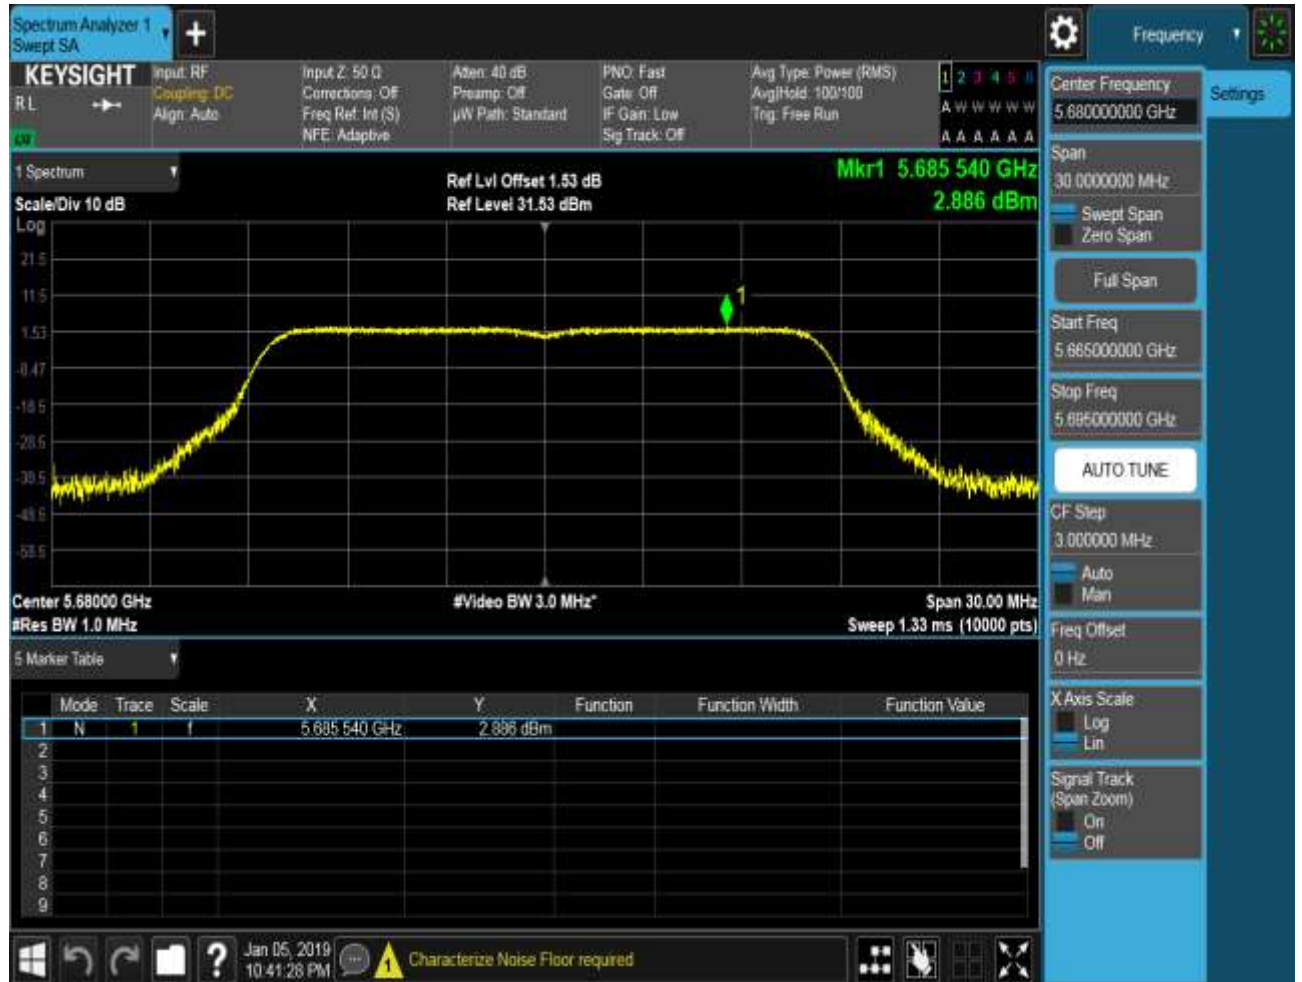 Spectrum Analyzer 1
Swept SA
+
Frequency
KEYSIGHT
RL
LXI
Input: RF
Coupling: DC
Align: Auto
Input Z: 50 Ω
Corrections: Off
Freq Ref: Int (S)
NFE: Adaptive
Atten: 40 dB
Preamp: Off
µW Path: Standard
PNO: Fast
Gate: Off
IF Gain: Low
Sig Track: Off
Avg Type: Power (RMS)
Avg|Hold: 100/100
Trig: Free Run
1 2 3 4 5 6
A W W W W W
A A A A A A
1 Spectrum
Scale/Div 10 dB
Ref Lvl Offset 1.53 dB
Ref Level 31.53 dBm
Mkr1 5.685 540 GHz
2.886 dBm
Log
21.5
11.5
1.53
-8.47
-18.5
-28.5
-38.5
-48.5
-58.5
1
Center 5.68000 GHz
#Res BW 1.0 MHz
#Video BW 3.0 MHz*
Span 30.00 MHz
Sweep 1.33 ms (10000 pts)
5 Marker Table
Mode Trace Scale X Y Function Function Width Function Value
1 N 1 f 5.685 540 GHz 2.886 dBm
2
3
4
5
6
7
8
9
Jan 05, 2019
10:41:28 PM
?
1
Characterize Noise Floor required
Settings
Center Frequency
5.680000000 GHz
Span
30.0000000 MHz
Swept Span
Zero Span
Full Span
Start Freq
5.665000000 GHz
Stop Freq
5.695000000 GHz
AUTO TUNE
CF Step
3.000000 MHz
Auto
Man
Freq Offset
0 Hz
X Axis Scale
Log
Lin
Signal Track
(Span Zoom)
On
Off